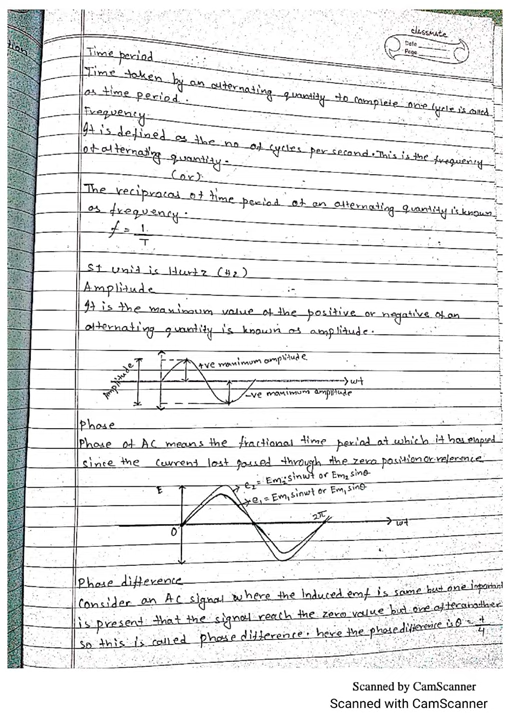 classmate
Date
Page
Time period
Time taken by an alternating quantity to complete one cycle is called
as time period.
Frequency
It is defined as the no of cycles per second. This is the frequency
of alternating quantity.
(or)
The reciprocal of time period of an alternating quantity is known
as frequency.
f = 1/T
SI unit is Hurtz (Hz)
Amplitude :-
It is the maximum value of the positive or negative of an
alternating quantity is known as amplitude.
Amplitude
+ve maximum amplitude
wt
-ve maximum amplitude
Phase
Phase of AC means the fractional time period at which it has elapsed
since the current last passed through the zero position or reference
E
e2 = Em2 sinwt or Em2 sinθ
e1 = Em1 sinwt or Em1 sinθ
0
2π
wt
Phase difference
Consider an AC signal where the Induced emf is same but one important
is present that the signal reach the zero value but one after another
so this is called phase difference. here the phase difference is θ =
Scanned by CamScanner
Scanned with CamScanner